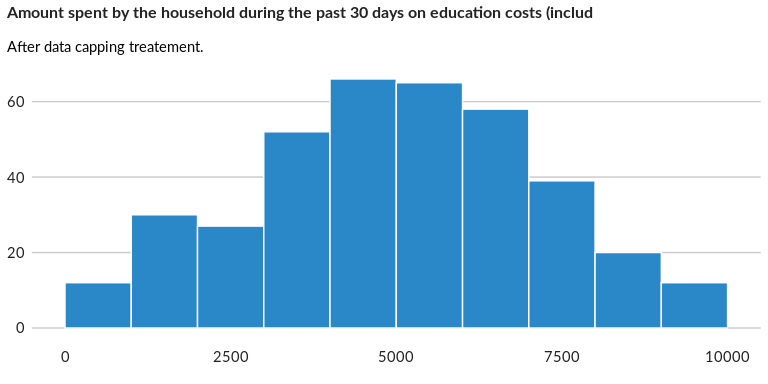 Amount spent by the household during the past 30 days on education costs (includ
After data capping treatement.
60
40
20
0
0 2500 5000 7500 10000